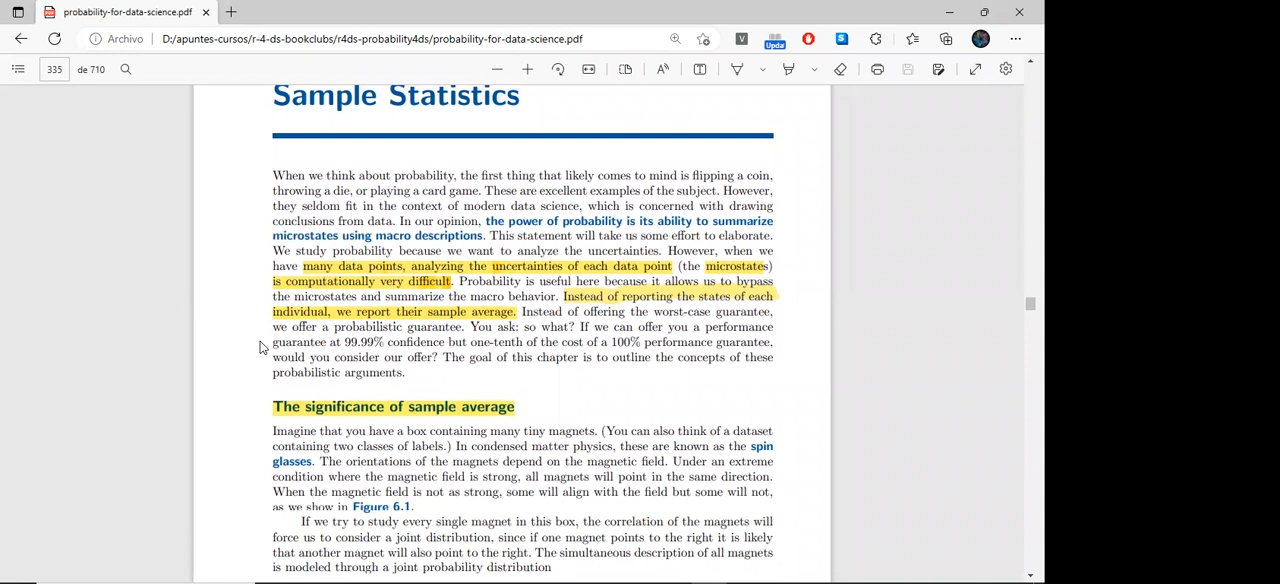 probability-for-data-science.pdf
Archivo
D:/apuntes-cursos/r-4-ds-bookclubs/r4ds-probability4ds/probability-for-data-science.pdf
V
Updat
S
335
de 710
Sample Statistics
When we think about probability, the first thing that likely comes to mind is flipping a coin,
throwing a die, or playing a card game. These are excellent examples of the subject. However,
they seldom fit in the context of modern data science, which is concerned with drawing
conclusions from data. In our opinion, the power of probability is its ability to summarize
microstates using macro descriptions. This statement will take us some effort to elaborate.
We study probability because we want to analyze the uncertainties. However, when we
have many data points, analyzing the uncertainties of each data point (the microstates)
is computationally very difficult. Probability is useful here because it allows us to bypass
the microstates and summarize the macro behavior. Instead of reporting the states of each
individual, we report their sample average. Instead of offering the worst-case guarantee,
we offer a probabilistic guarantee. You ask: so what? If we can offer you a performance
guarantee at 99.99% confidence but one-tenth of the cost of a 100% performance guarantee,
would you consider our offer? The goal of this chapter is to outline the concepts of these
probabilistic arguments.
The significance of sample average
Imagine that you have a box containing many tiny magnets. (You can also think of a dataset
containing two classes of labels.) In condensed matter physics, these are known as the spin
glasses. The orientations of the magnets depend on the magnetic field. Under an extreme
condition where the magnetic field is strong, all magnets will point in the same direction.
When the magnetic field is not as strong, some will align with the field but some will not,
as we show in Figure 6.1.
If we try to study every single magnet in this box, the correlation of the magnets will
force us to consider a joint distribution, since if one magnet points to the right it is likely
that another magnet will also point to the right. The simultaneous description of all magnets
is modeled through a joint probability distribution